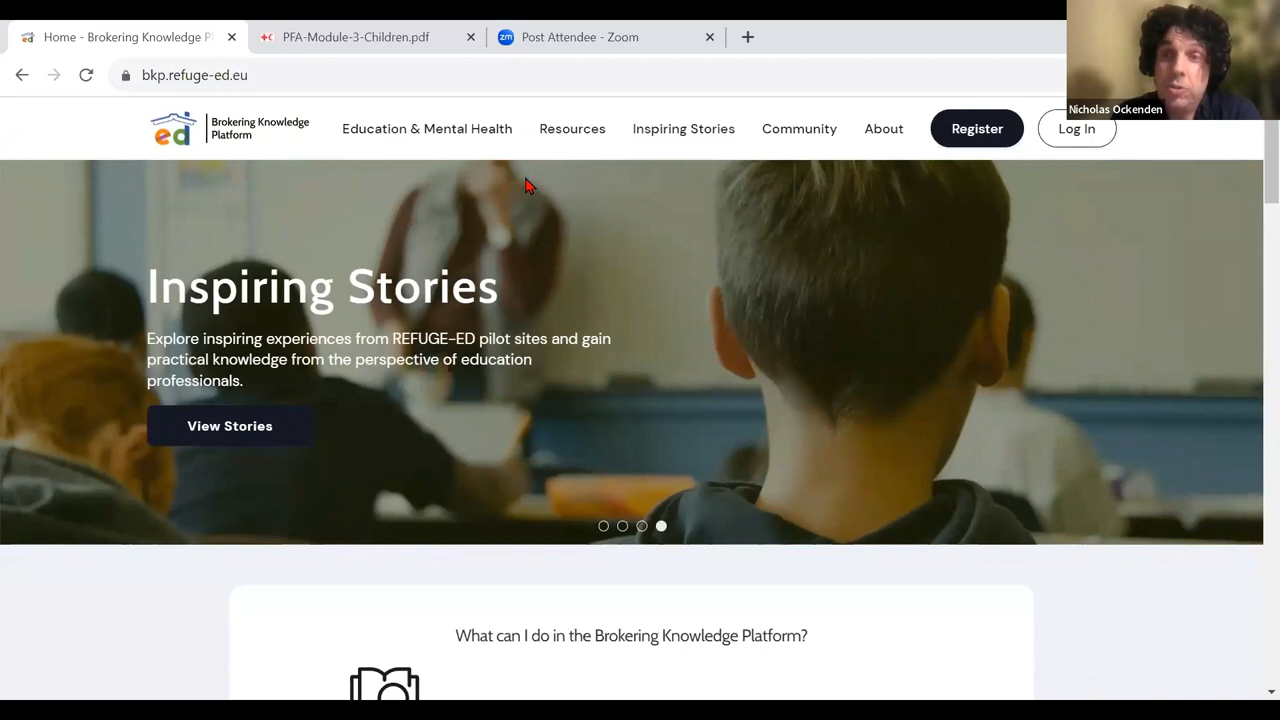 Home - Brokering Knowledge P
PFA-Module-3-Children.pdf
zm
Post Attendee - Zoom
bkp.refuge-ed.eu
Nicholas Ockenden
ed
Brokering Knowledge
Platform
Education & Mental Health
Resources
Inspiring Stories
Community
About
Register
Log In
Inspiring Stories
Explore inspiring experiences from REFUGE-ED pilot sites and gain
practical knowledge from the perspective of education
professionals.
View Stories
What can I do in the Brokering Knowledge Platform?